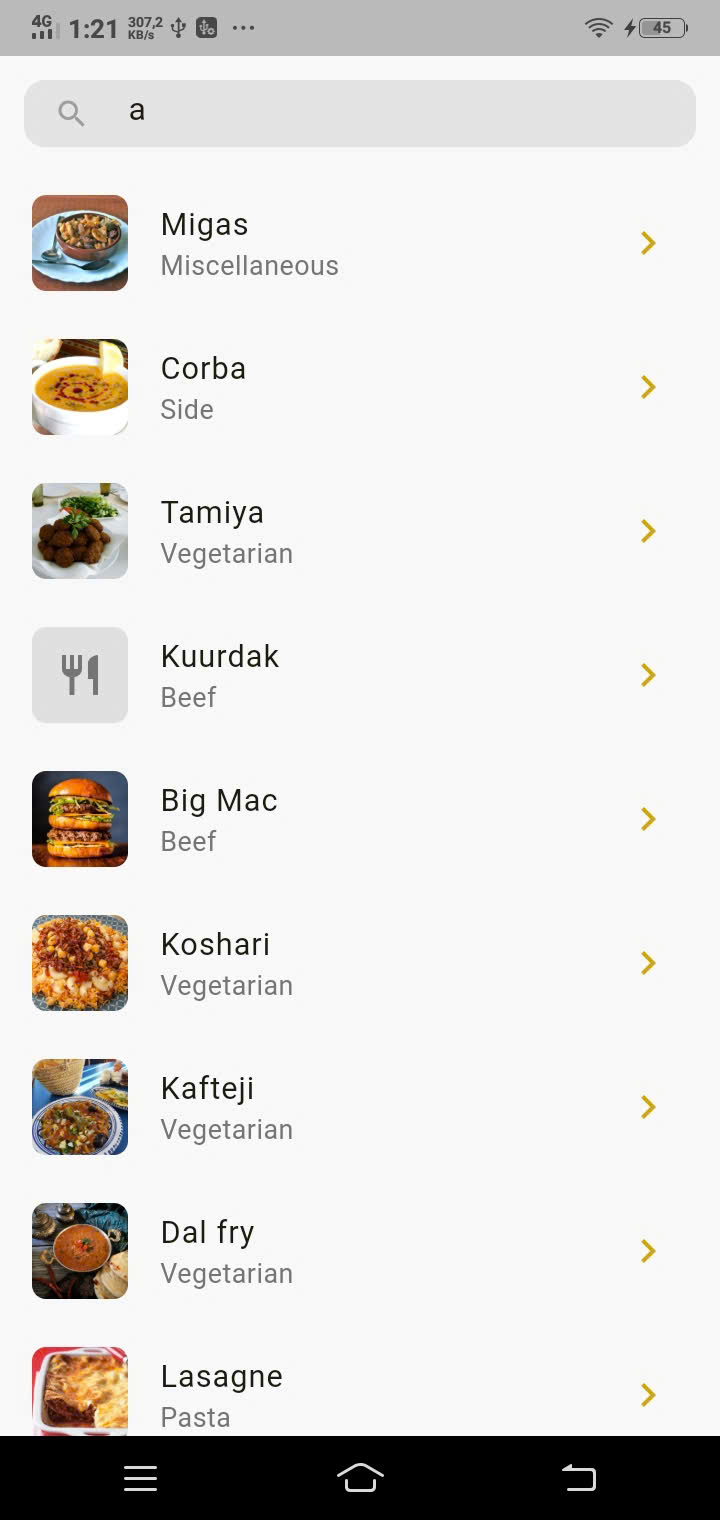 4G 1:21 307,2 KB/s 45
a
Migas
Miscellaneous
Corba
Side
Tamiya
Vegetarian
Kuurdak
Beef
Big Mac
Beef
Koshari
Vegetarian
Kafteji
Vegetarian
Dal fry
Vegetarian
Lasagne
Pasta